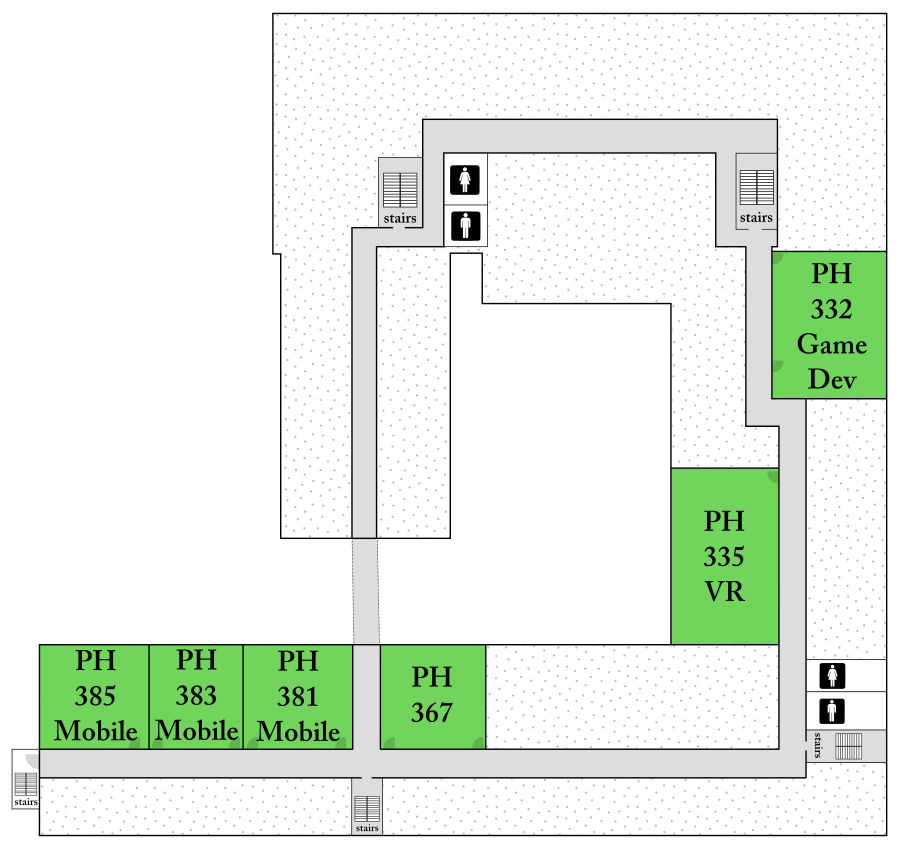 stairs
stairs
PH
332
Game
Dev
PH
335
VR
PH
385
Mobile
PH
383
Mobile
PH
381
Mobile
PH
367
stairs
stairs
stairs